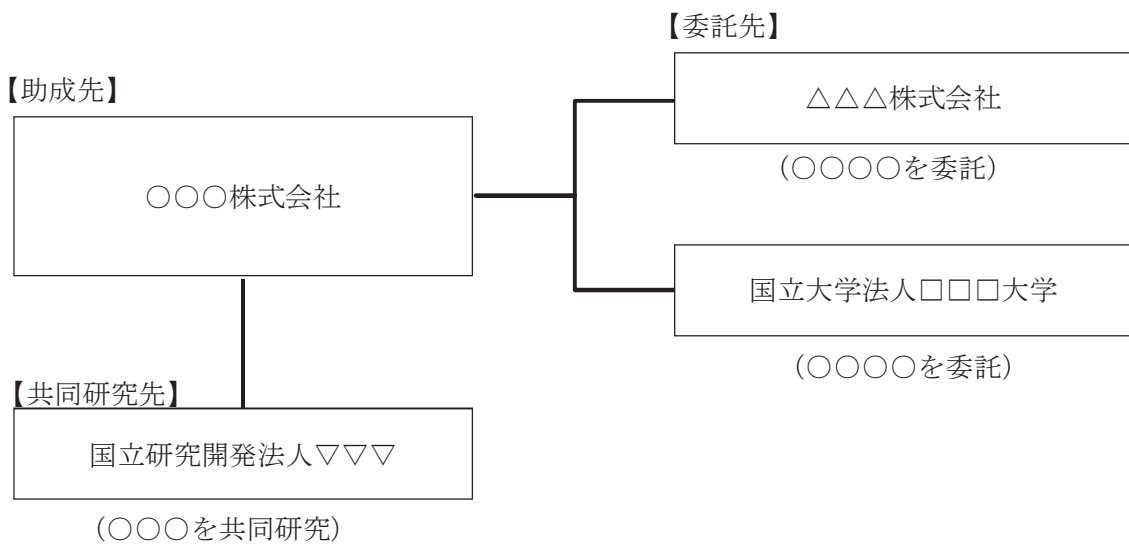 【委託先】
△△△株式会社
(○○○○を委託)
【助成先】
○○○株式会社
国立大学法人□□□大学
(○○○○を委託)
【共同研究先】
国立研究開発法人▽▽▽
(○○○を共同研究)